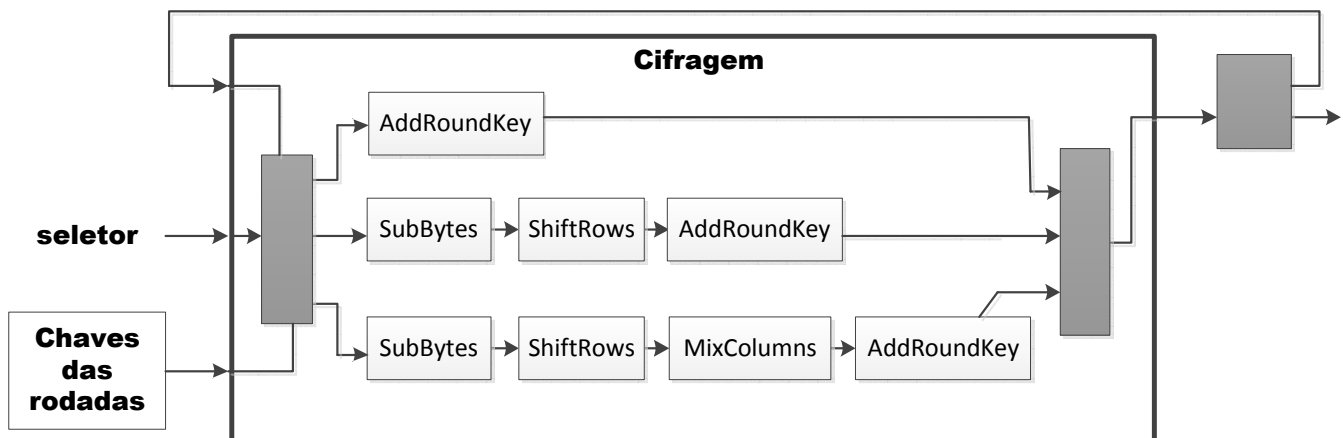 Cifragem
AddRoundKey
seletor
SubBytes
ShiftRows
AddRoundKey
Chaves
das
rodadas
SubBytes
ShiftRows
MixColumns
AddRoundKey